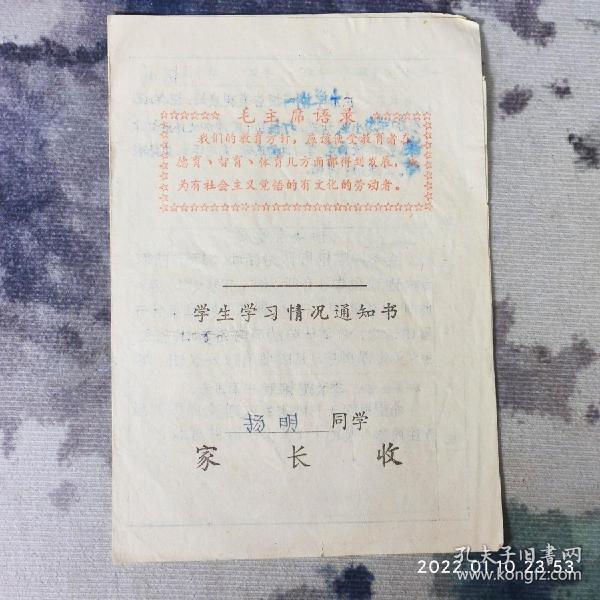 毛主席语录
我们的教育方针，应该使受教育者在
德育、智育、体育几方面都得到发展，成
为有社会主义觉悟的有文化的劳动者。
学生学习情况通知书
扬明 同学
家 长 收
2022.01.10 23:53
孔夫子旧書网
www.kongfz.com